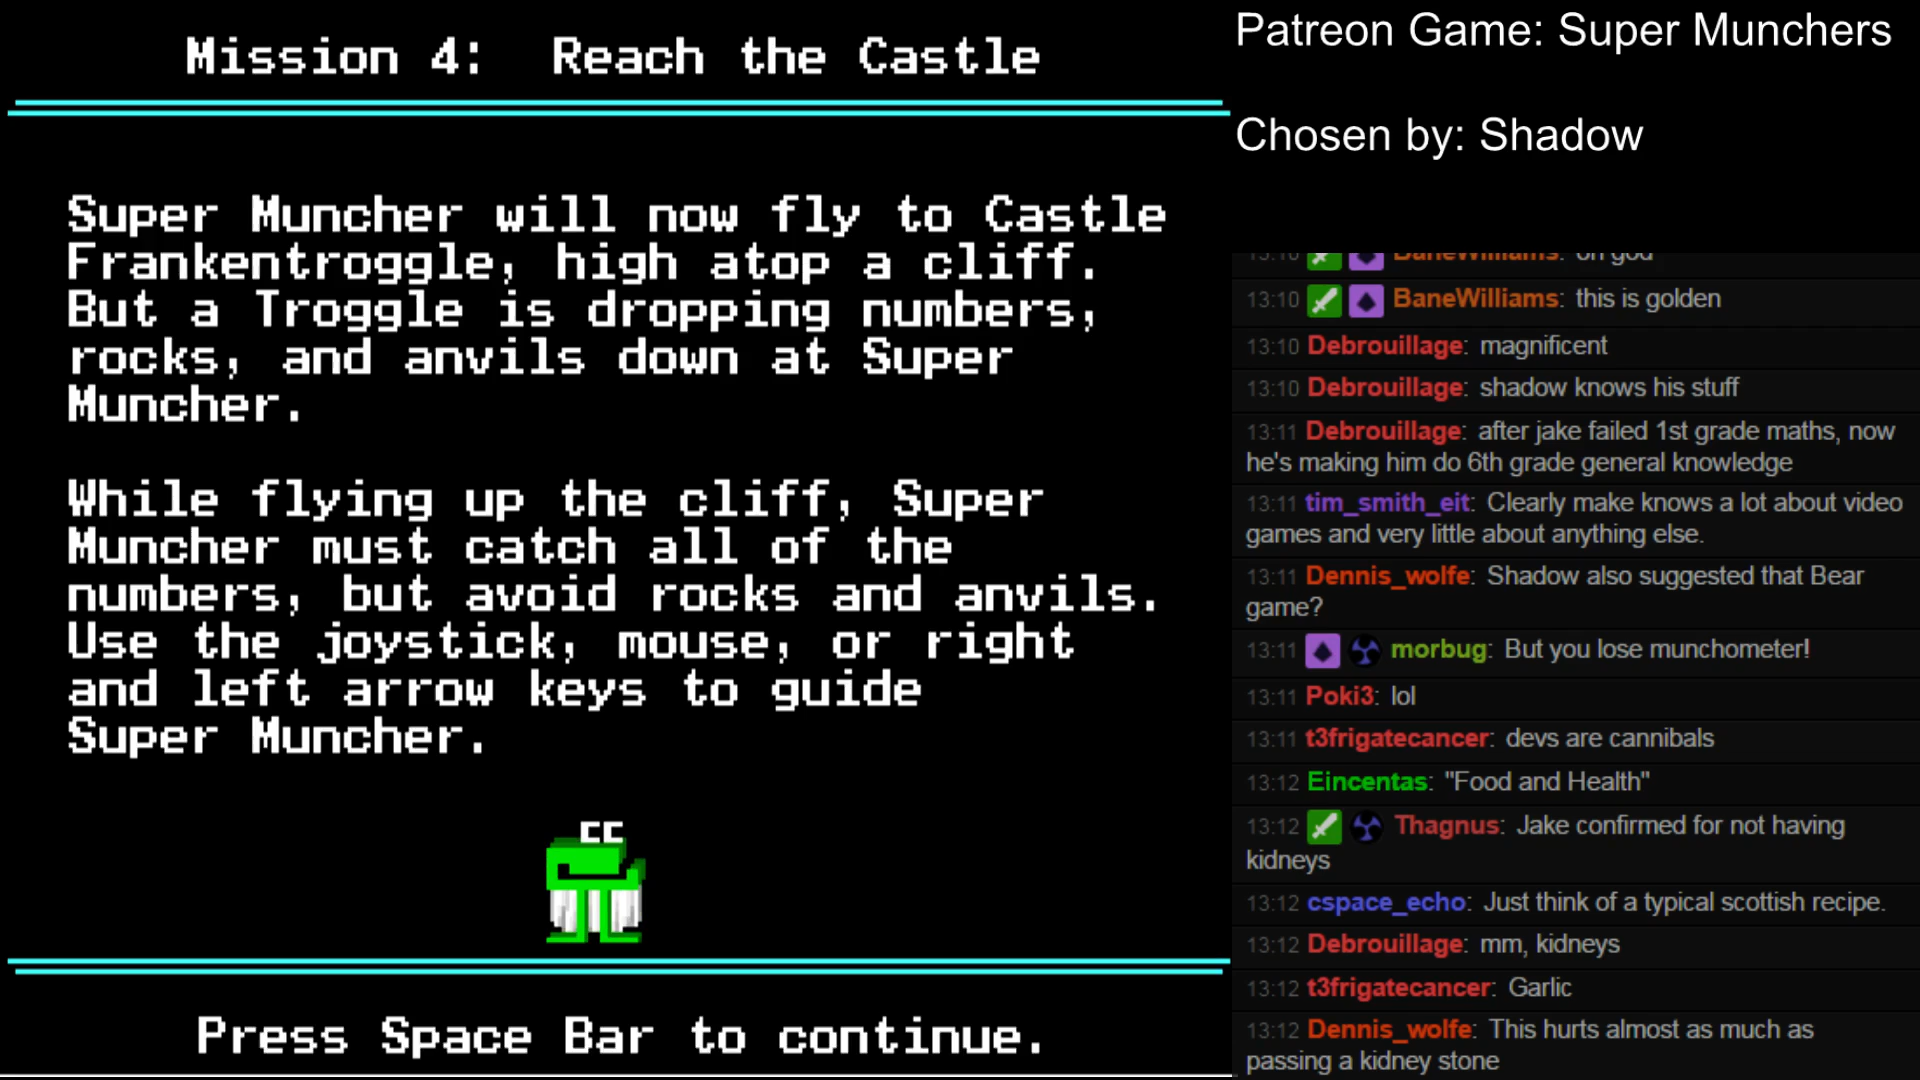 Mission 4:  Reach the Castle
Super Muncher will now fly to Castle
Frankentroggle, high atop a cliff.
But a Troggle is dropping numbers,
rocks, and anvils down at Super
Muncher.
While flying up the cliff, Super
Muncher must catch all of the
numbers, but avoid rocks and anvils.
Use the joystick, mouse, or right
and left arrow keys to guide
Super Muncher.
Press Space Bar to continue.
Patreon Game: Super Munchers
Chosen by: Shadow
13:10 BaneWilliams: oh god
13:10 BaneWilliams: this is golden
13:10 Debrouillage: magnificent
13:10 Debrouillage: shadow knows his stuff
13:11 Debrouillage: after jake failed 1st grade maths, now
he's making him do 6th grade general knowledge
13:11 tim_smith_eit: Clearly make knows a lot about video
games and very little about anything else.
13:11 Dennis_wolfe: Shadow also suggested that Bear
game?
13:11 morbug: But you lose munchometer!
13:11 Poki3: lol
13:11 t3frigatecancer: devs are cannibals
13:12 Eincentas: "Food and Health"
13:12 Thagnus: Jake confirmed for not having
kidneys
13:12 cspace_echo: Just think of a typical scottish recipe.
13:12 Debrouillage: mm, kidneys
13:12 t3frigatecancer: Garlic
13:12 Dennis_wolfe: This hurts almost as much as
passing a kidney stone